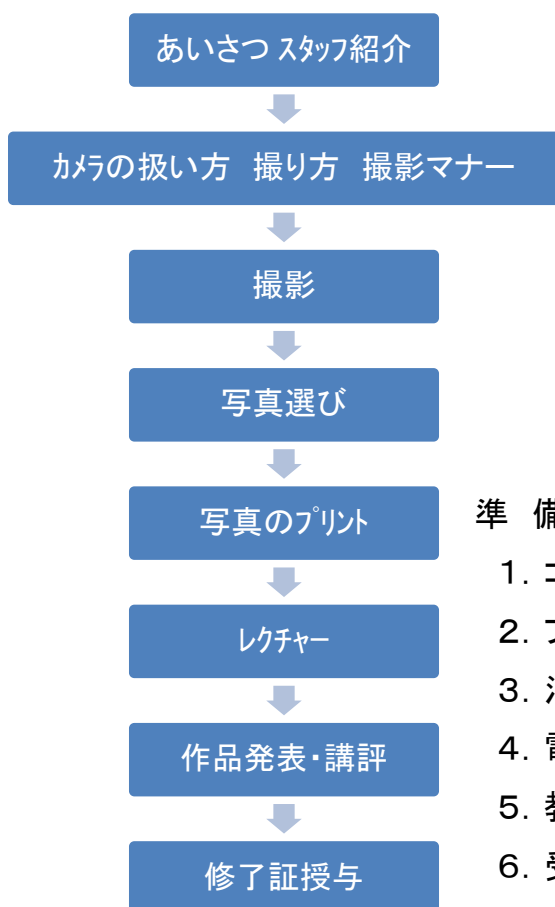 あいさつ スタッフ紹介
カメラの扱い方　撮り方　撮影マナー
撮影
写真選び
写真のプリント
レクチャー
作品発表・講評
修了証授与
準 備
1.
2.
3.
4.
5.
6.